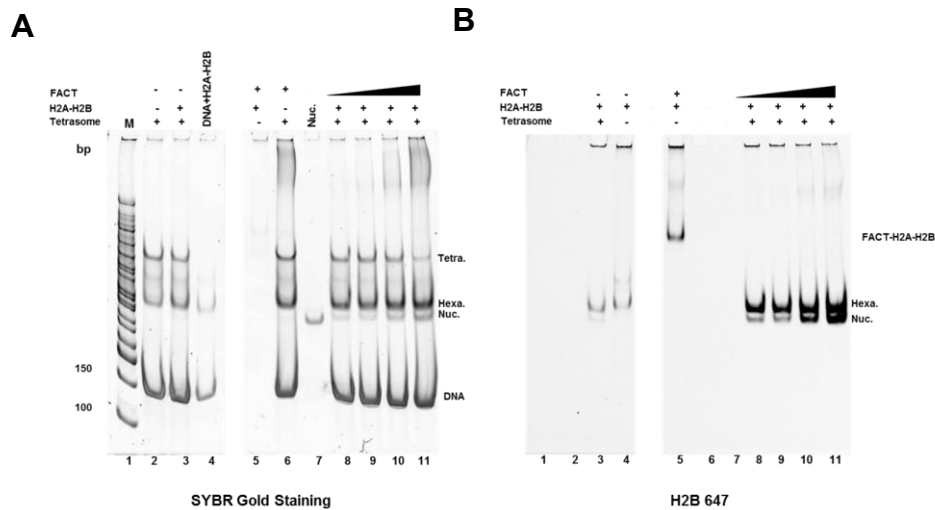 A
FACT - - DNA+H2A-H2B + +
H2A-H2B - + + - Nuc. + + + +
Tetrasome M + + - + + + + +
bp
Tetra.
Hexa.
Nuc.
150
DNA
100
1 2 3 4 5 6 7 8 9 10 11
SYBR Gold Staining
B
FACT - - +
H2A-H2B + + + + + + +
Tetrasome + - - + + + +
FACT-H2A-H2B
Hexa.
Nuc.
1 2 3 4 5 6 7 8 9 10 11
H2B 647